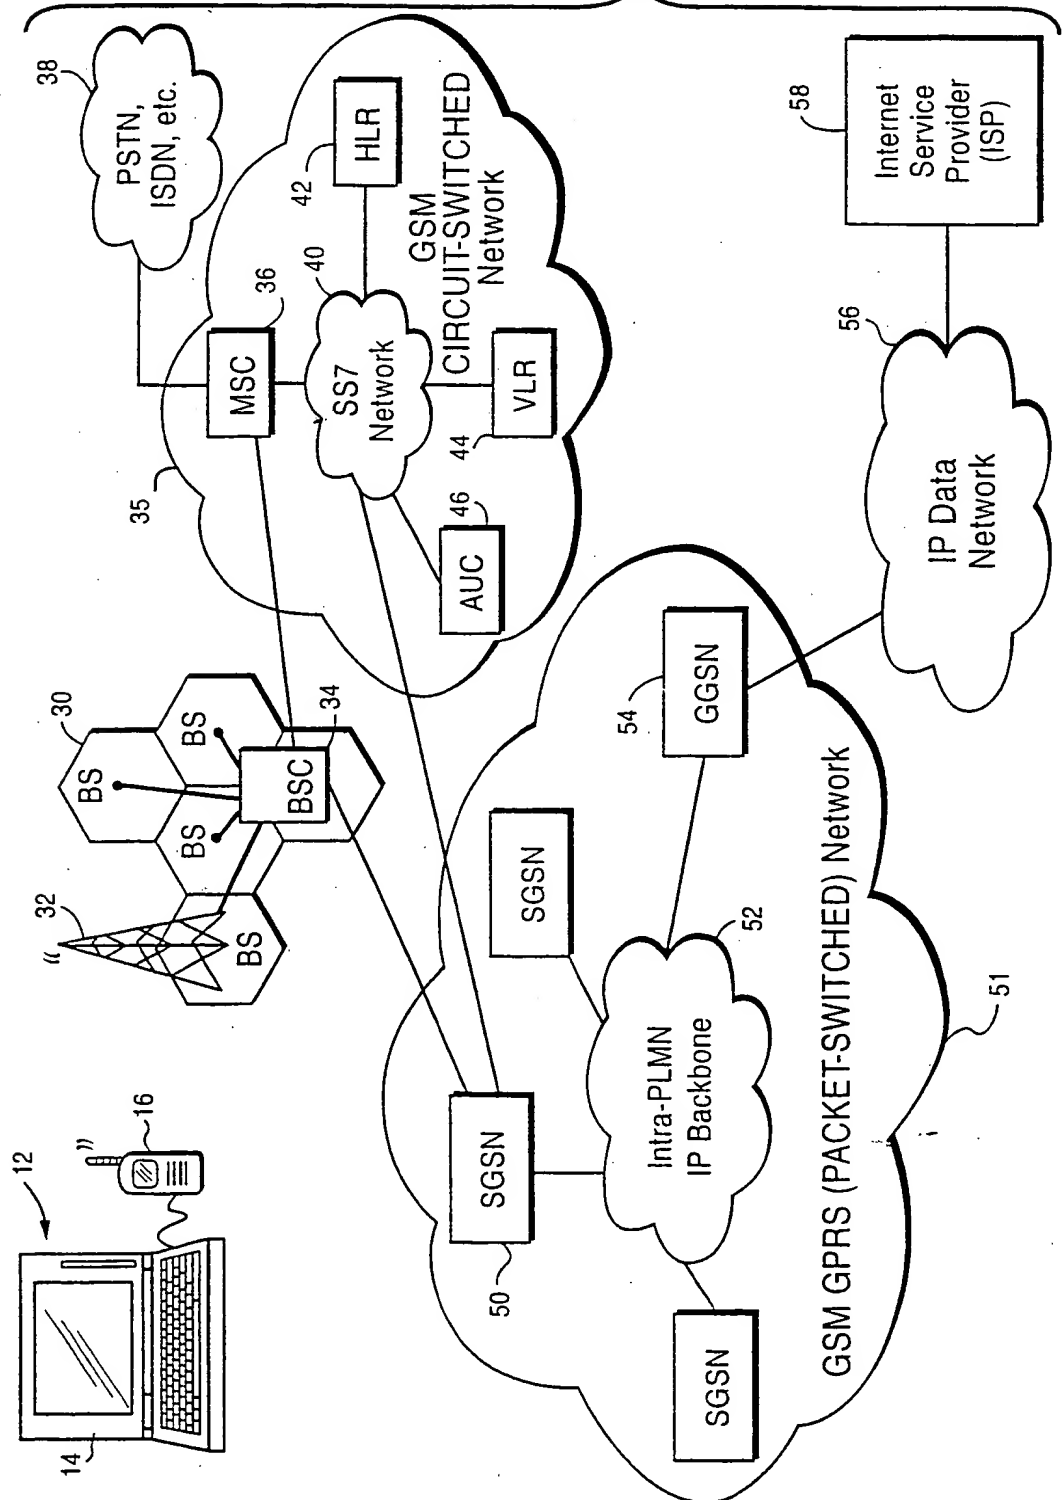 12
14
16
32
30
BS
BS
BS
BS
BSC
34
38
PSTN,
ISDN, etc.
35
MSC
36
SS7
Network
40
HLR
42
GSM
CIRCUIT-SWITCHED
Network
VLR
44
AUC
46
SGSN
50
SGSN
SGSN
Intra-PLMN
IP Backbone
52
GGSN
54
GSM GPRS (PACKET-SWITCHED) Network
51
IP Data
Network
56
Internet
Service
Provider
(ISP)
58